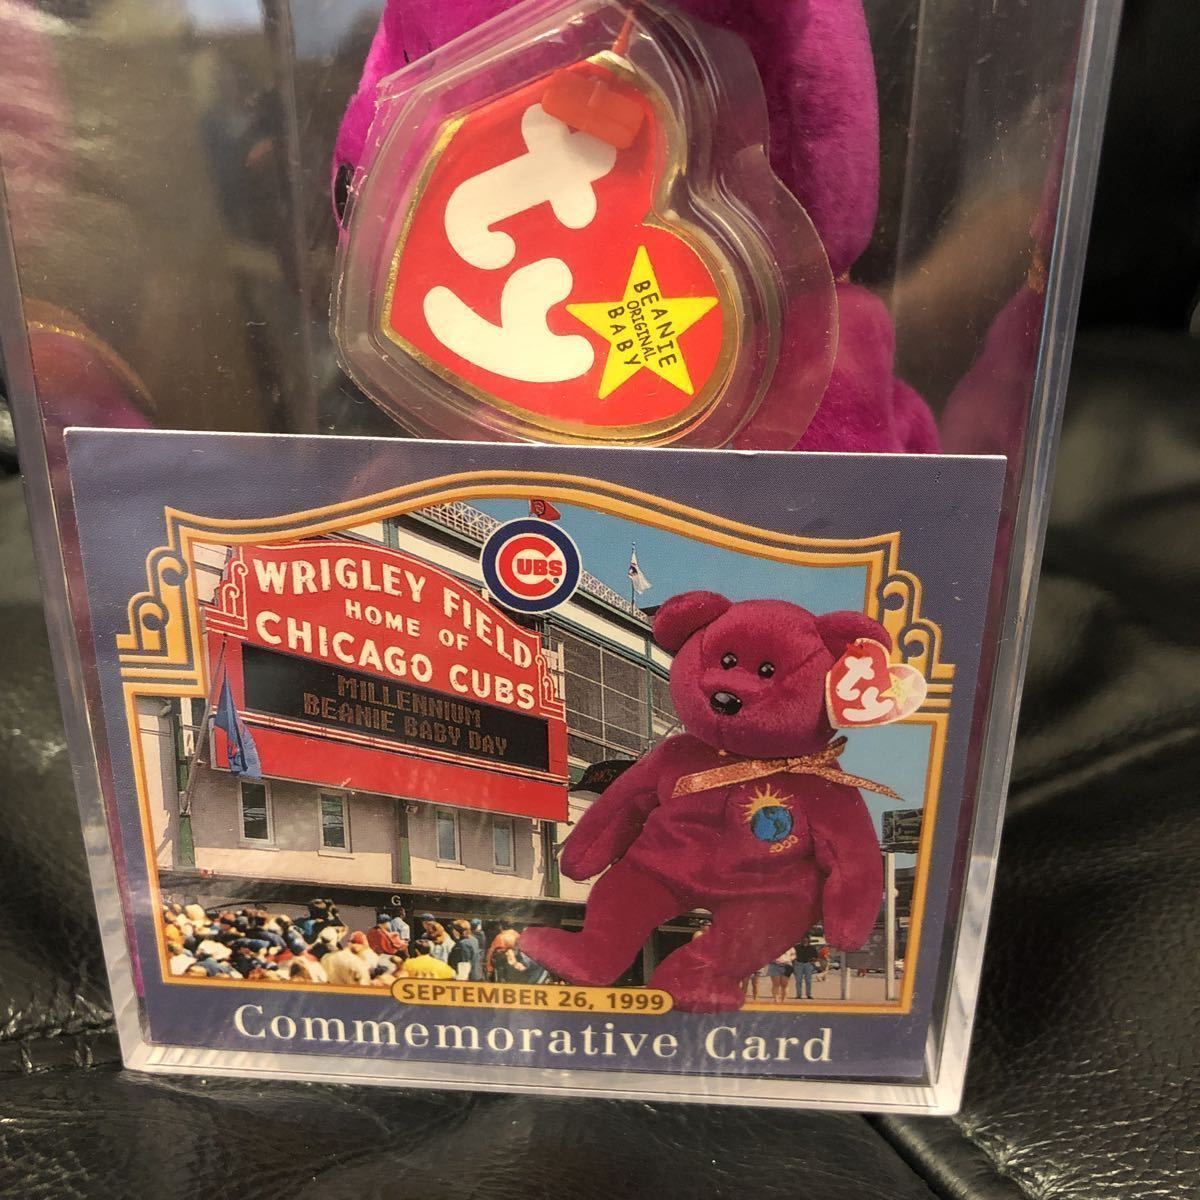 ty
BEANIE
ORIGINAL
BABY
CUBS
WRIGLEY FIELD
HOME OF
CHICAGO CUBS
MILLENNIUM
BEANIE BABY DAY
ty
G
SEPTEMBER 26, 1999
Commemorative Card